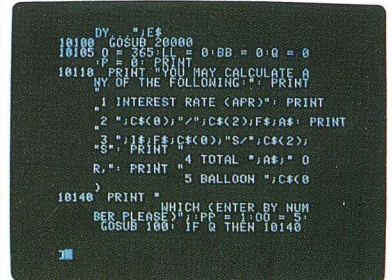 DY... ";E$
10100 GOSUB 20000
10105 O = 365:LL = 0:BB = 0:Q = 0
:P = 0: PRINT
10110 PRINT "YOU MAY CALCULATE A
NY OF THE FOLLOWING:": PRINT
"
1 INTEREST RATE (APR)": PRINT
"
2 ";C$(0);"/";C$(2);F$;A$: PRINT
"
3 ";I$;F$;C$(0);"S/";C$(2);
"S": PRINT "
4 TOTAL ";A$;" O
R,": PRINT "
5 BALLOON ";C$(0
)
10140 PRINT "
WHICH (ENTER BY NUM
BER PLEASE)";:PP = 1:OO = 5:
GOSUB 100: IF Q THEN 10140
]